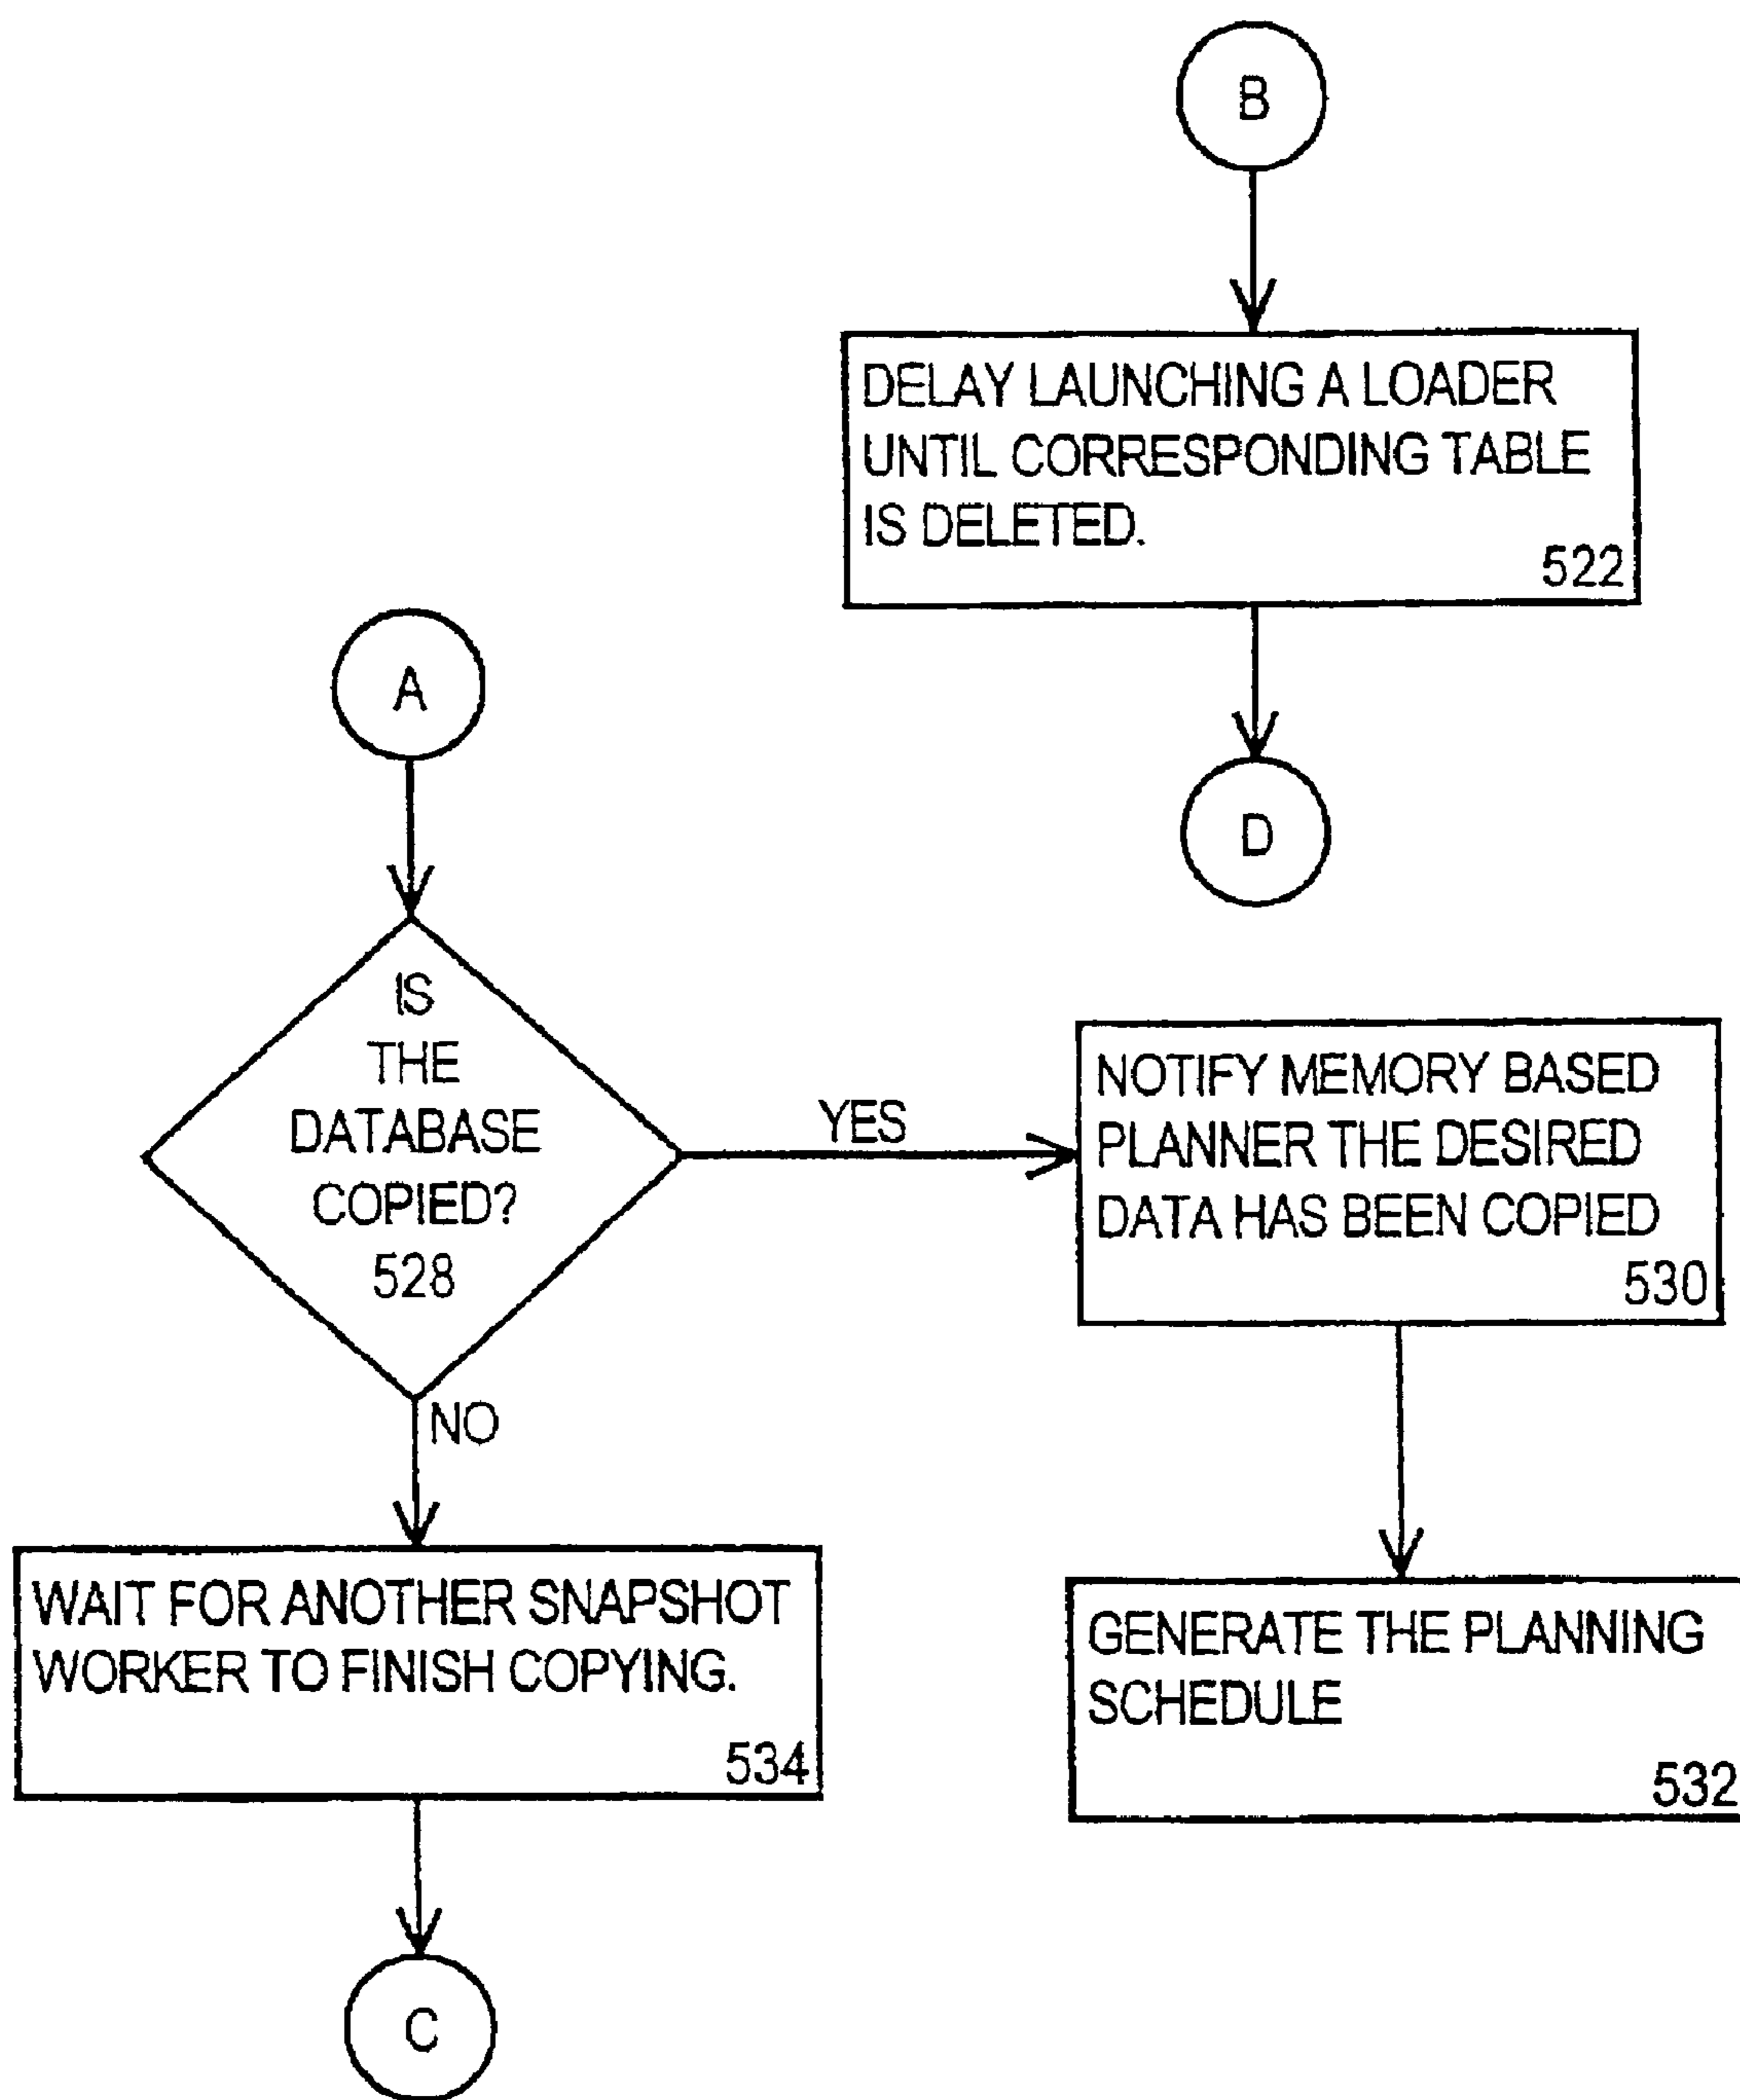 B
DELAY LAUNCHING A LOADER
UNTIL CORRESPONDING TABLE
IS DELETED.
522
D
A
IS
THE
DATABASE
COPIED?
528
YES
NO
NOTIFY MEMORY BASED
PLANNER THE DESIRED
DATA HAS BEEN COPIED
530
GENERATE THE PLANNING
SCHEDULE
532
WAIT FOR ANOTHER SNAPSHOT
WORKER TO FINISH COPYING.
534
C